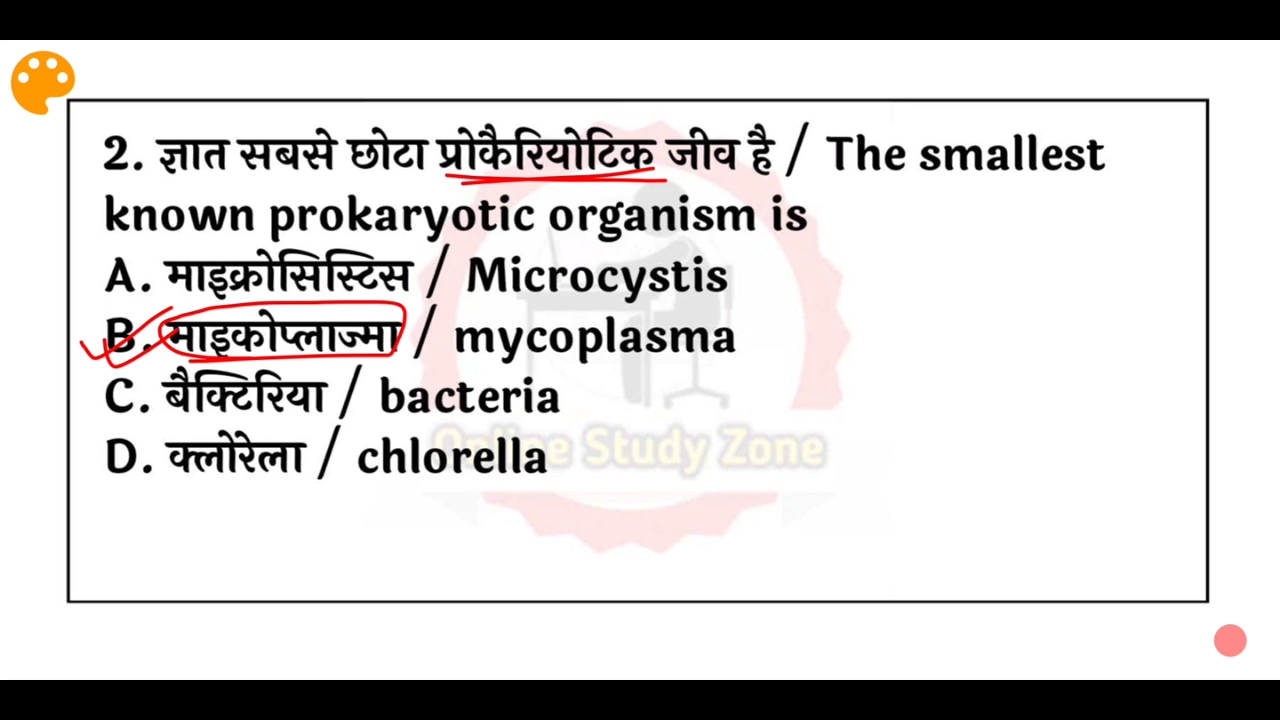 2. ज्ञात सबसे छोटा प्रोकैरियोटिक जीव है / The smallest
known prokaryotic organism is
A. माइक्रोसिस्टिस / Microcystis
B. माइकोप्लाज्मा / mycoplasma
C. बैक्टिरिया / bacteria
D. क्लोरेला / chlorella
Online Study Zone